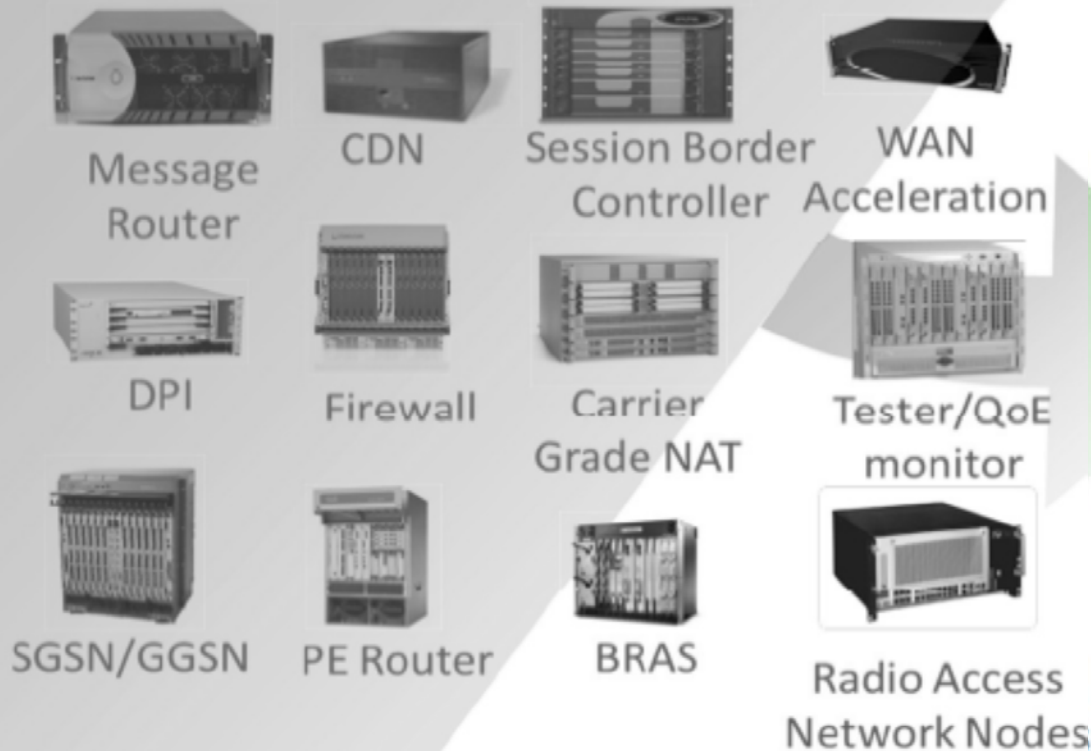 Message
Router
CDN
Session Border
Controller
WAN
Acceleration
DPI
Firewall
Carrier
Grade NAT
Tester/QoE
monitor
SGSN/GGSN
PE Router
BRAS
Radio Access
Network Nodes